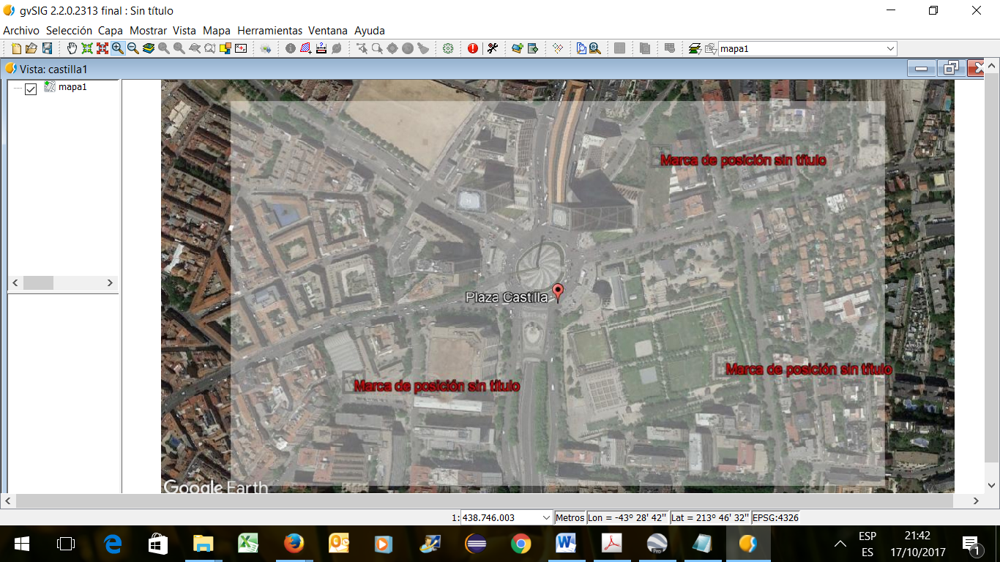 gvSIG 2.2.0.2313 final : Sin título
Archivo Selección Capa Mostrar Vista Mapa Herramientas Ventana Ayuda
mapa1
Vista: castilla1
mapa1
Marca de posición sin título
Plaza Castilla
Marca de posición sin título
Marca de posición sin título
Google Earth
1: 438.746.003 Metros Lon = -43º 28' 42" Lat = 213º 46' 32" EPSG:4326
ESP 21:42
ES 17/10/2017 1
Pro